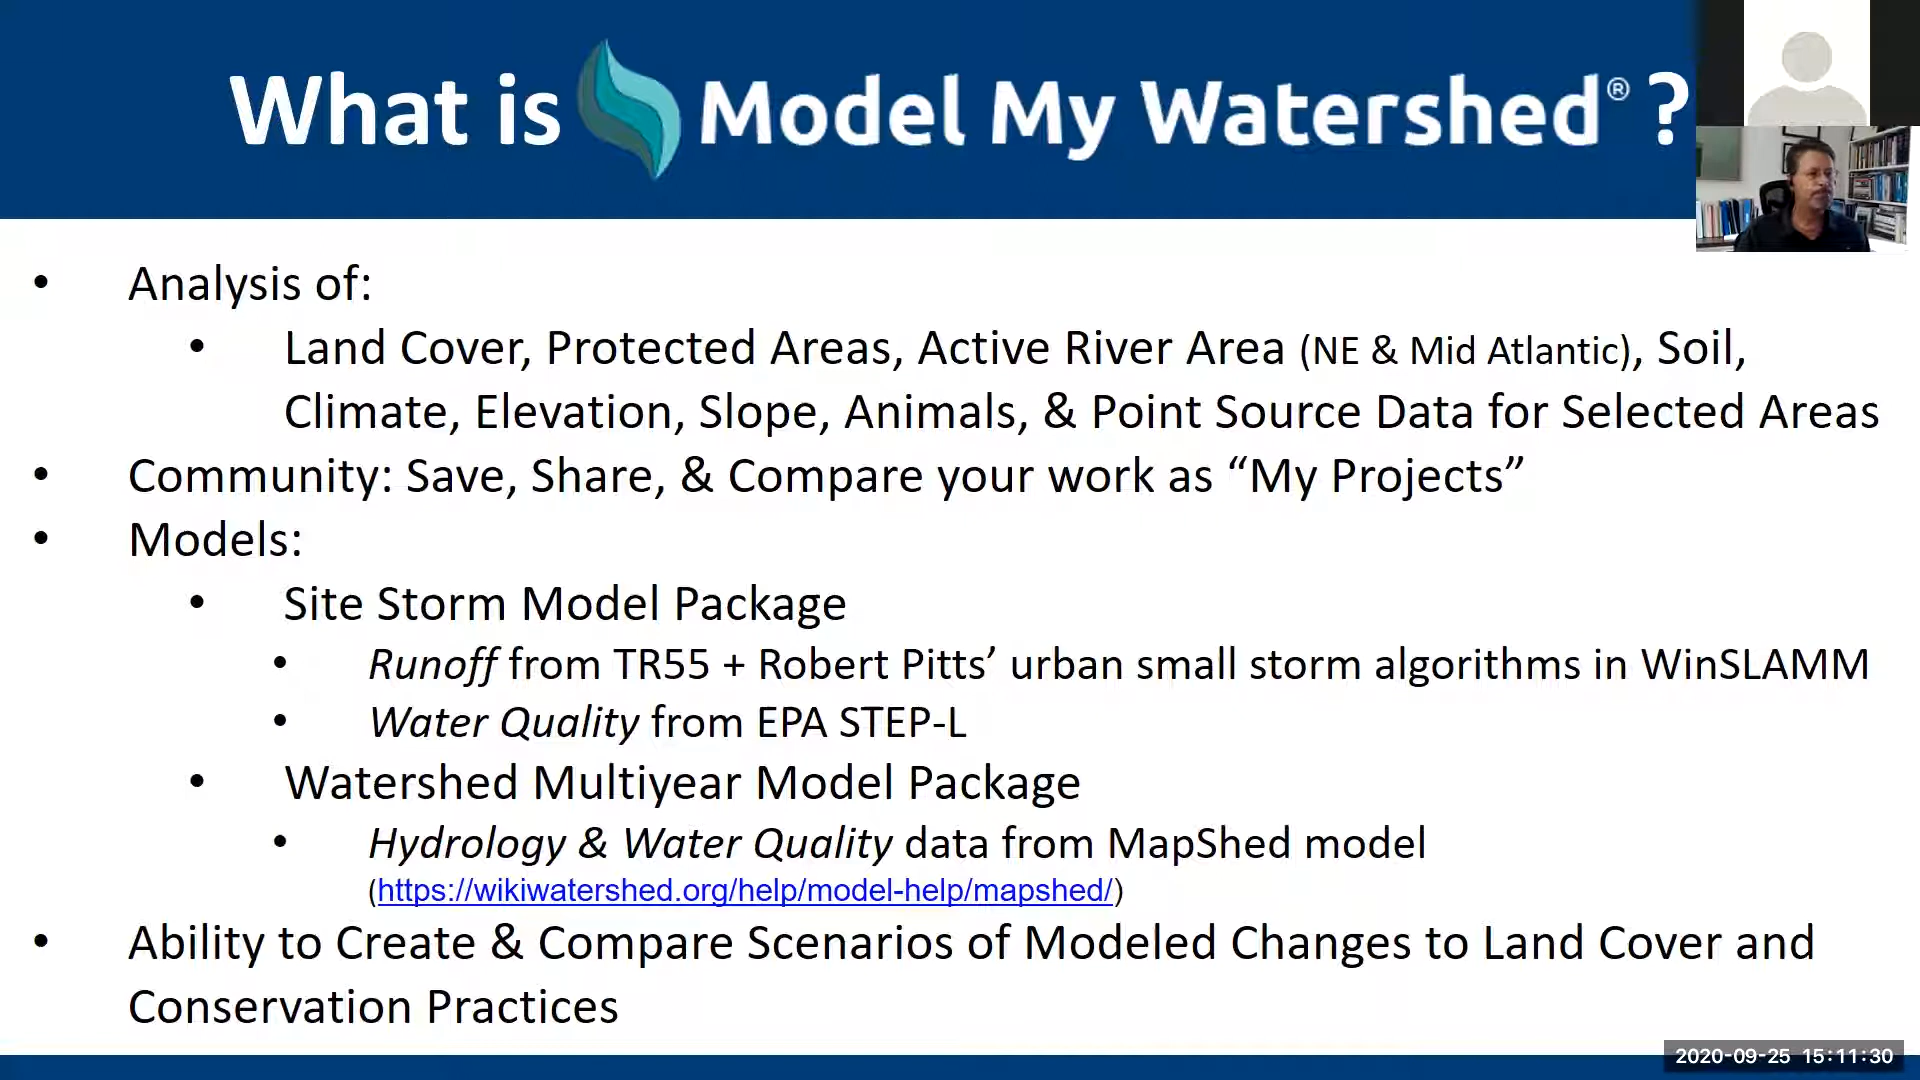 What is Model My Watershed® ?
• Analysis of:
• Land Cover, Protected Areas, Active River Area (NE & Mid Atlantic), Soil,
Climate, Elevation, Slope, Animals, & Point Source Data for Selected Areas
• Community: Save, Share, & Compare your work as “My Projects”
• Models:
• Site Storm Model Package
• Runoff from TR55 + Robert Pitts’ urban small storm algorithms in WinSLAMM
• Water Quality from EPA STEP-L
• Watershed Multiyear Model Package
• Hydrology & Water Quality data from MapShed model
(https://wikiwatershed.org/help/model-help/mapshed/)
• Ability to Create & Compare Scenarios of Modeled Changes to Land Cover and
Conservation Practices
2020-09-25 15:11:30